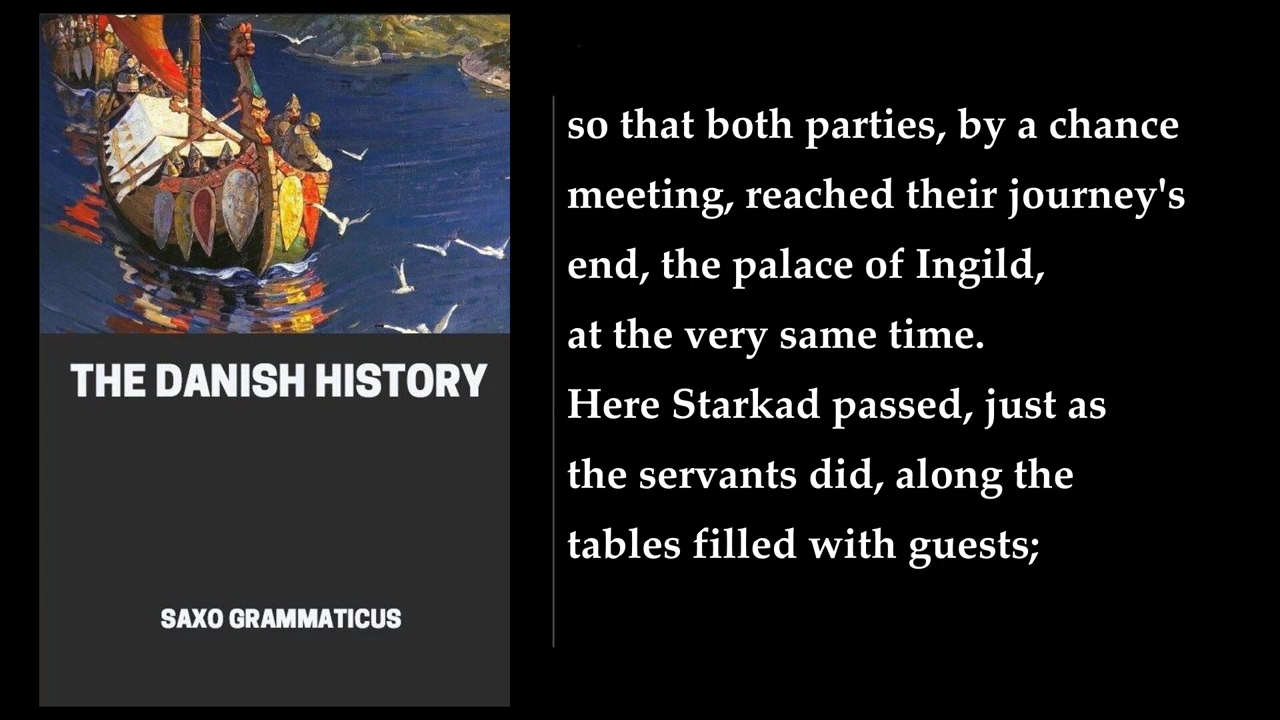 THE DANISH HISTORY
SAXO GRAMMATICUS
so that both parties, by a chance
meeting, reached their journey's
end, the palace of Ingild,
at the very same time.
Here Starkad passed, just as
the servants did, along the
tables filled with guests;